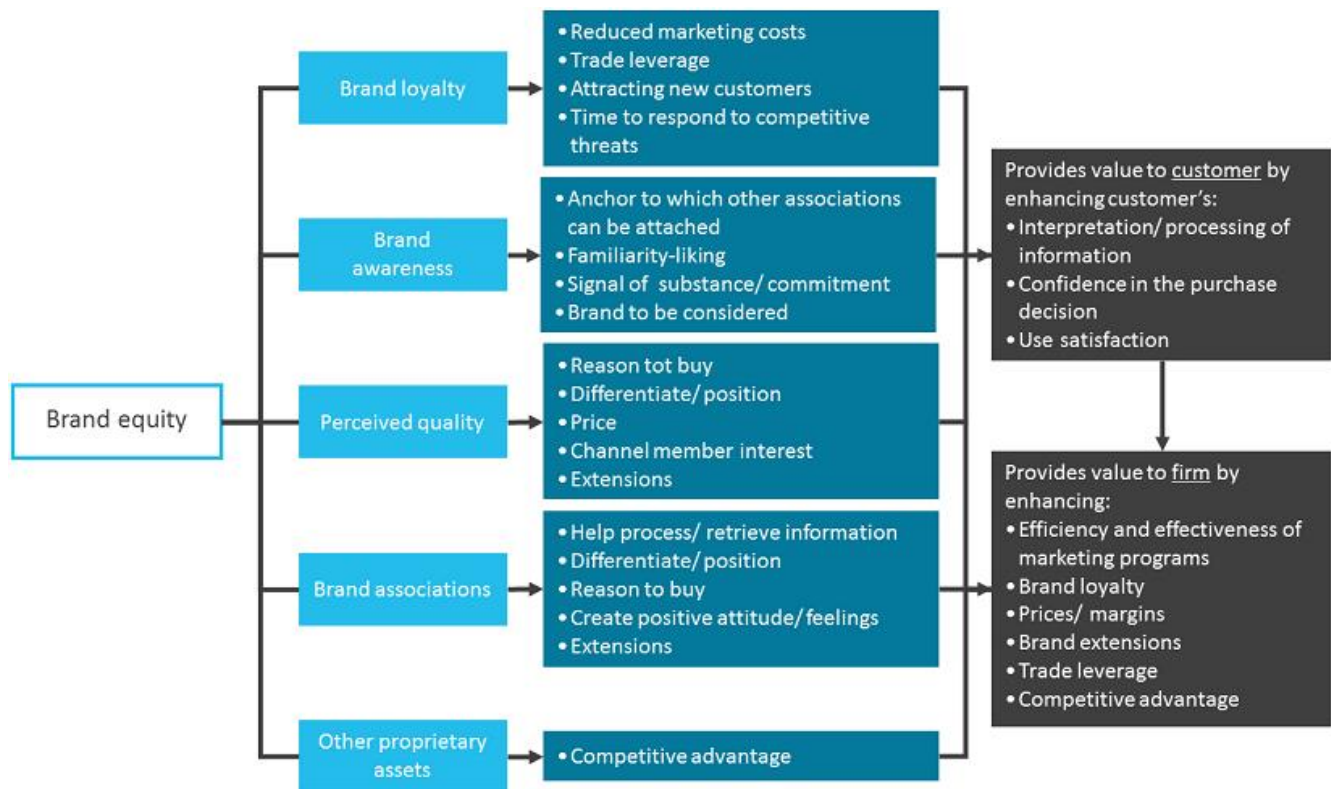 Brand equity
Brand loyalty
• Reduced marketing costs
• Trade leverage
• Attracting new customers
• Time to respond to competitive
threats
Brand
awareness
• Anchor to which other associations
can be attached
• Familiarity-liking
• Signal of substance/ commitment
• Brand to be considered
Perceived quality
• Reason tot buy
• Differentiate/ position
• Price
• Channel member interest
• Extensions
Brand associations
• Help process/ retrieve information
• Differentiate/ position
• Reason to buy
• Create positive attitude/ feelings
• Extensions
Other proprietary
assets
• Competitive advantage
Provides value to customer by
enhancing customer’s:
• Interpretation/ processing of
information
• Confidence in the purchase
decision
• Use satisfaction
Provides value to firm by
enhancing:
• Efficiency and effectiveness of
marketing programs
• Brand loyalty
• Prices/ margins
• Brand extensions
• Trade leverage
• Competitive advantage